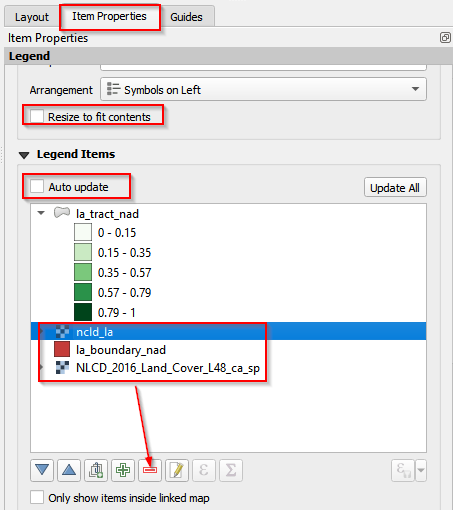 Layout Item Properties Guides
Item Properties
Legend
Arrangement Symbols on Left
Resize to fit contents
Legend Items
Auto update Update All
la_tract_nad
0 - 0.15
0.15 - 0.35
0.35 - 0.57
0.57 - 0.79
0.79 - 1
ncld_la
la_boundary_nad
NLCD_2016_Land_Cover_L48_ca_sp
ε Σ ε
Only show items inside linked map